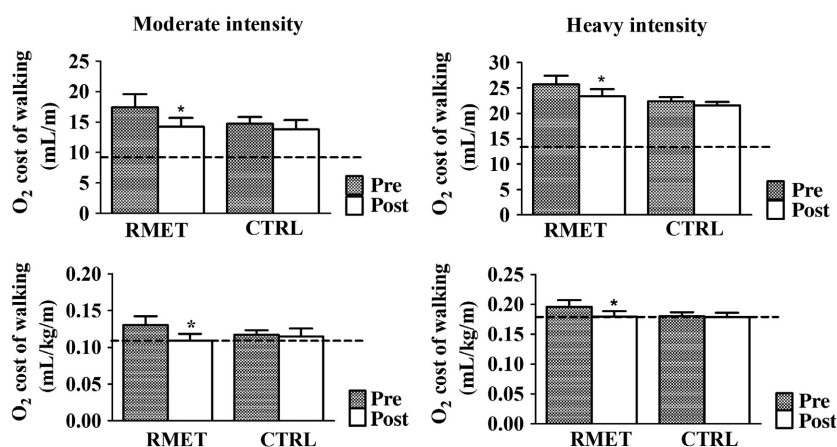 Moderate intensity
O2 cost of walking
(mL/m)
25
20
15
10
5
0
*
RMET
CTRL
Pre
Post
Heavy intensity
O2 cost of walking
(mL/m)
30
25
20
15
10
5
0
*
RMET
CTRL
Pre
Post
O2 cost of walking
(mL/kg/m)
0.20
0.15
0.10
0.05
0.00
*
RMET
CTRL
Pre
Post
O2 cost of walking
(mL/kg/m)
0.25
0.20
0.15
0.10
0.05
0.00
*
RMET
CTRL
Pre
Post